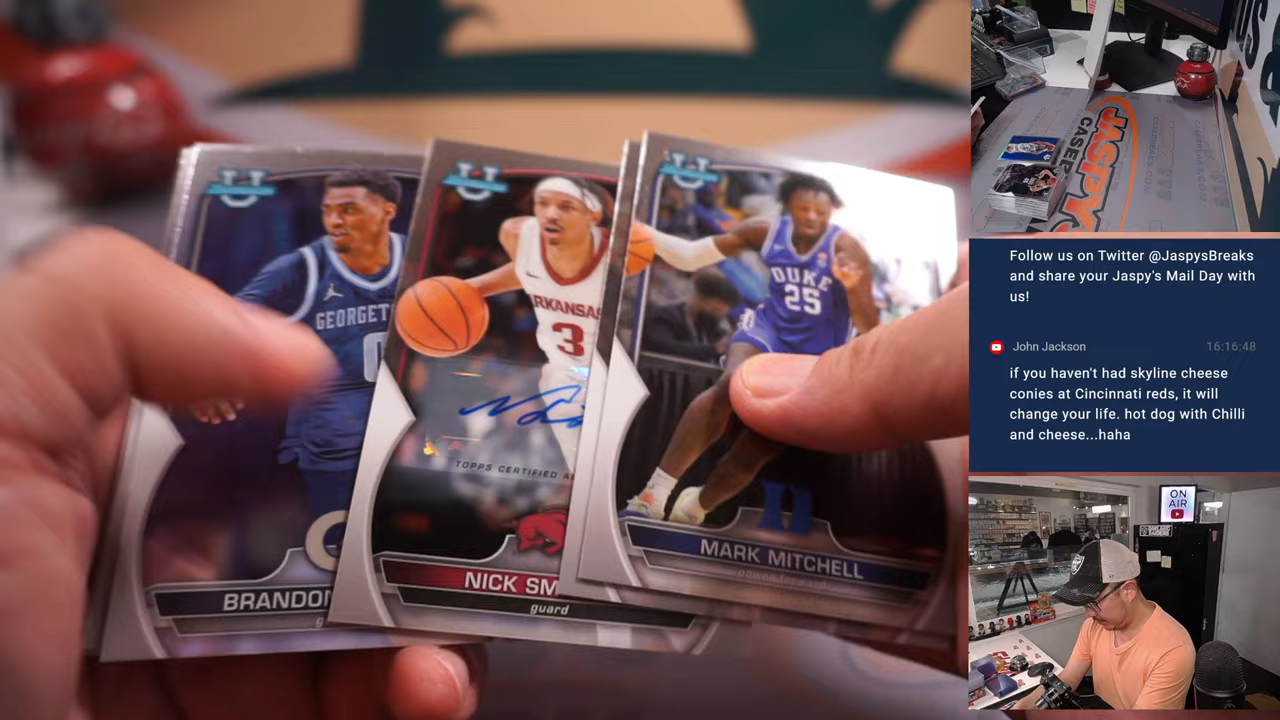 GEORGET
BRANDON
ARKANSAS
3
TOPPS CERTIFIED A
NICK SM
guard
DUKE
25
MARK MITCHELL
power forward
JASPY'S
CASE
Follow us on Twitter @JaspysBreaks
and share your Jaspy's Mail Day with
us!
John Jackson
16:16:48
if you haven't had skyline cheese
conies at Cincinnati reds, it will
change your life. hot dog with Chilli
and cheese...haha
ON
AIR